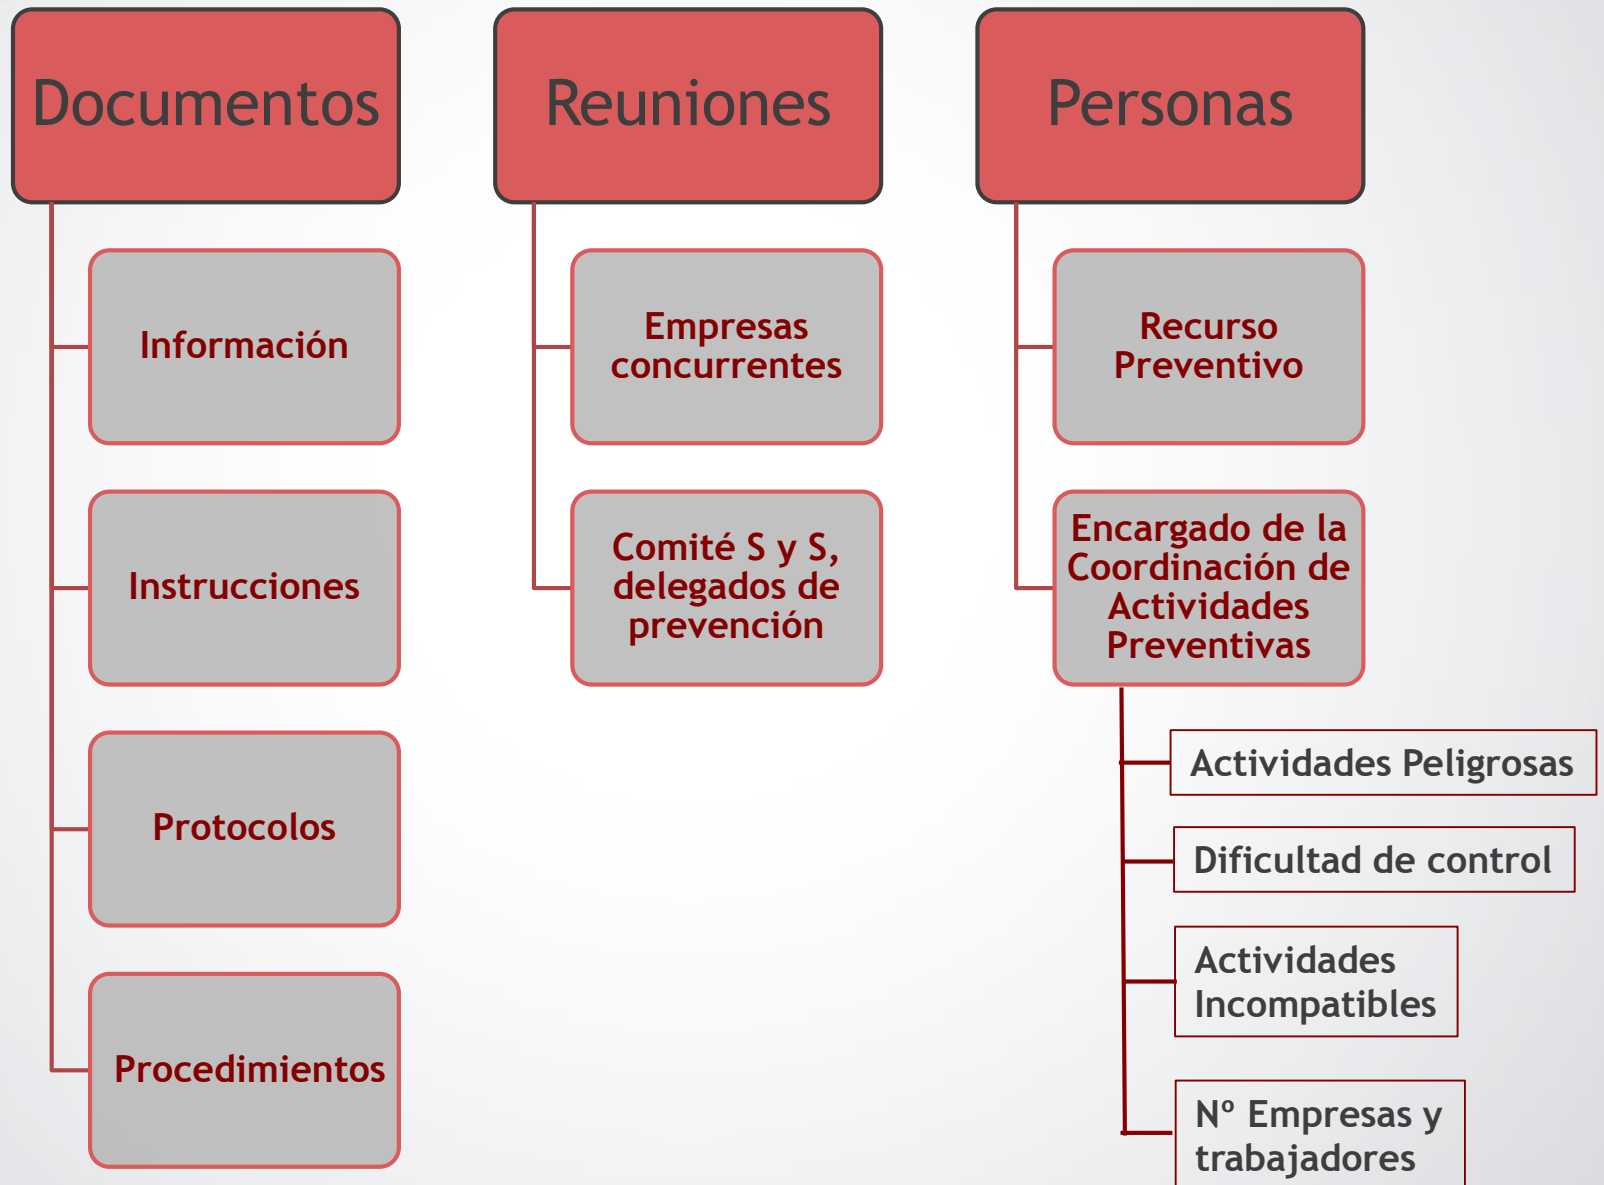 Documentos
Información
Instrucciones
Protocolos
Procedimientos
Reuniones
Empresas
concurrentes
Comité S y S,
delegados de
prevención
Personas
Recurso
Preventivo
Encargado de la
Coordinación de
Actividades
Preventivas
Actividades Peligrosas
Dificultad de control
Actividades
Incompatibles
Nº Empresas y
trabajadores